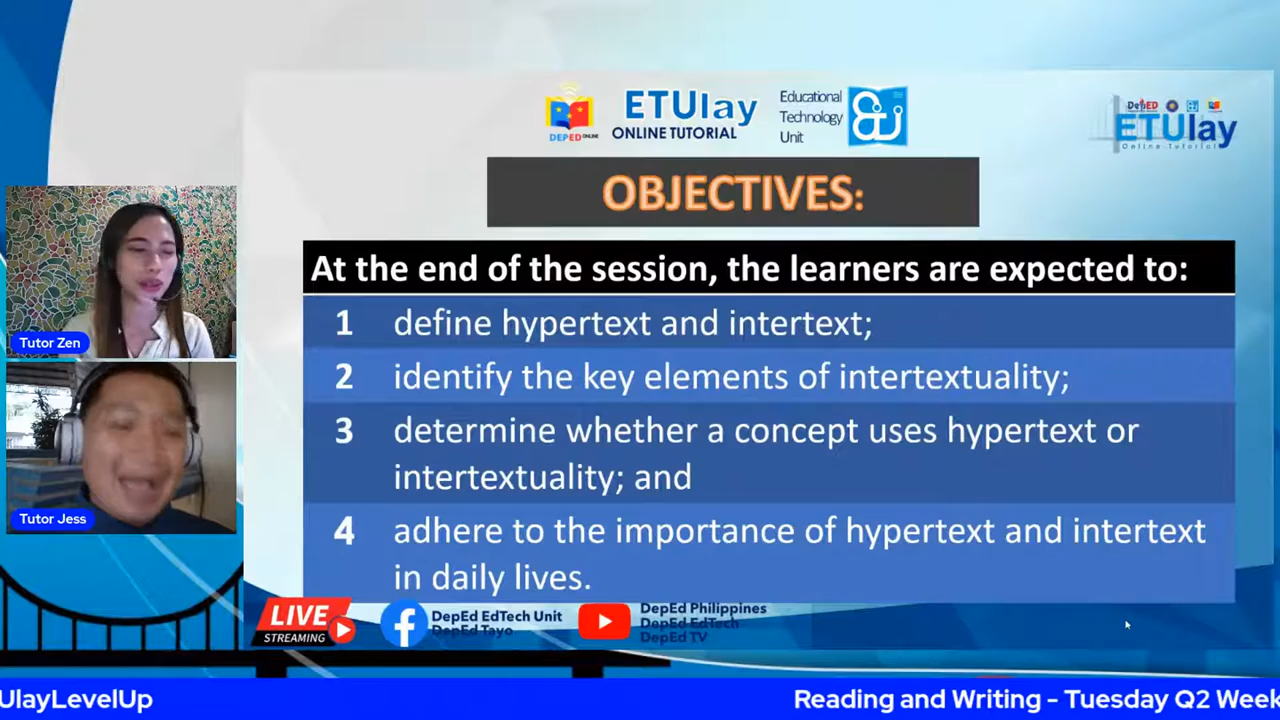 DEPED ONLINE
ETUlay
ONLINE TUTORIAL
Educational
Technology
Unit
DepED
ETUlay
Online Tutorial
OBJECTIVES:
At the end of the session, the learners are expected to:
1 define hypertext and intertext;
2 identify the key elements of intertextuality;
3 determine whether a concept uses hypertext or
intertextuality; and
4 adhere to the importance of hypertext and intertext
in daily lives.
Tutor Zen
Tutor Jess
LIVE
STREAMING
DepEd EdTech Unit
DepEd Tayo
DepEd Philippines
DepEd EdTech
DepEd TV
UlayLevelUp
Reading and Writing - Tuesday Q2 Week